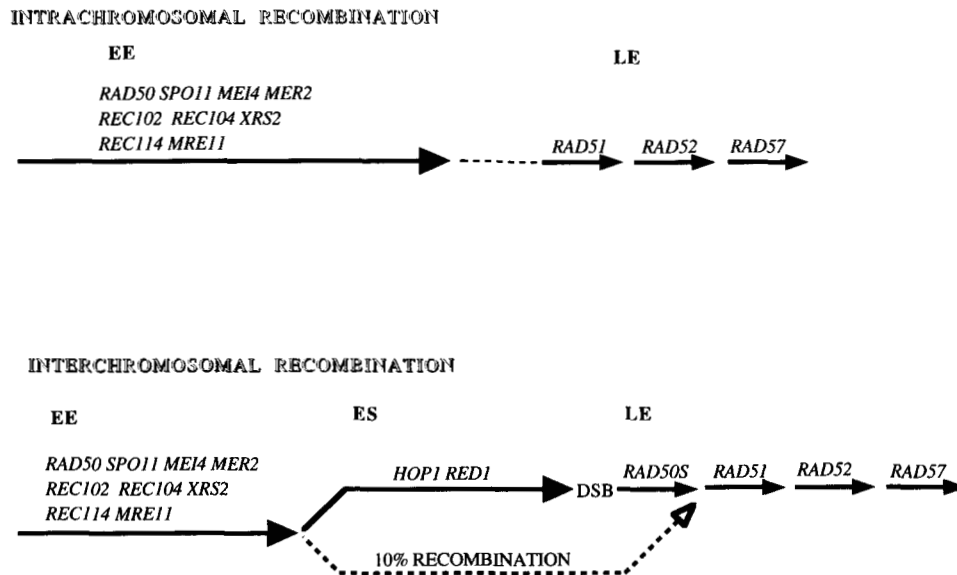 INTRACHROMOSOMAL RECOMBINATION
EE
LE
RAD50 SPO11 MEI4 MER2
REC102 REC104 XRS2
REC114 MRE11
RAD51 RAD52 RAD57
INTERCHROMOSOMAL RECOMBINATION
EE
ES
LE
RAD50 SPO11 MEI4 MER2
REC102 REC104 XRS2
REC114 MRE11
HOP1 RED1
DSB
RAD50S RAD51 RAD52 RAD57
10% RECOMBINATION